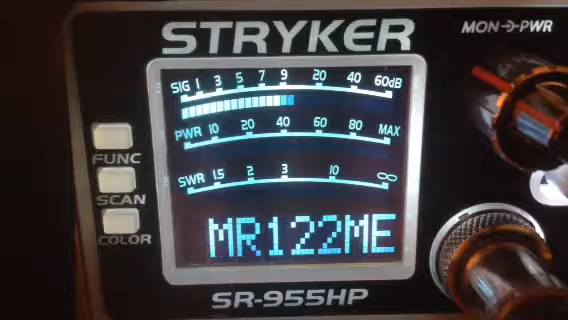 STRYKER
MON PWR
SIG 1 3 5 7 9 20 40 60dB
PWR 10 20 40 60 80 MAX
SWR 1.5 2 3 10 ∞
FUNC
SCAN
COLOR
MR122ME
SR-955HP